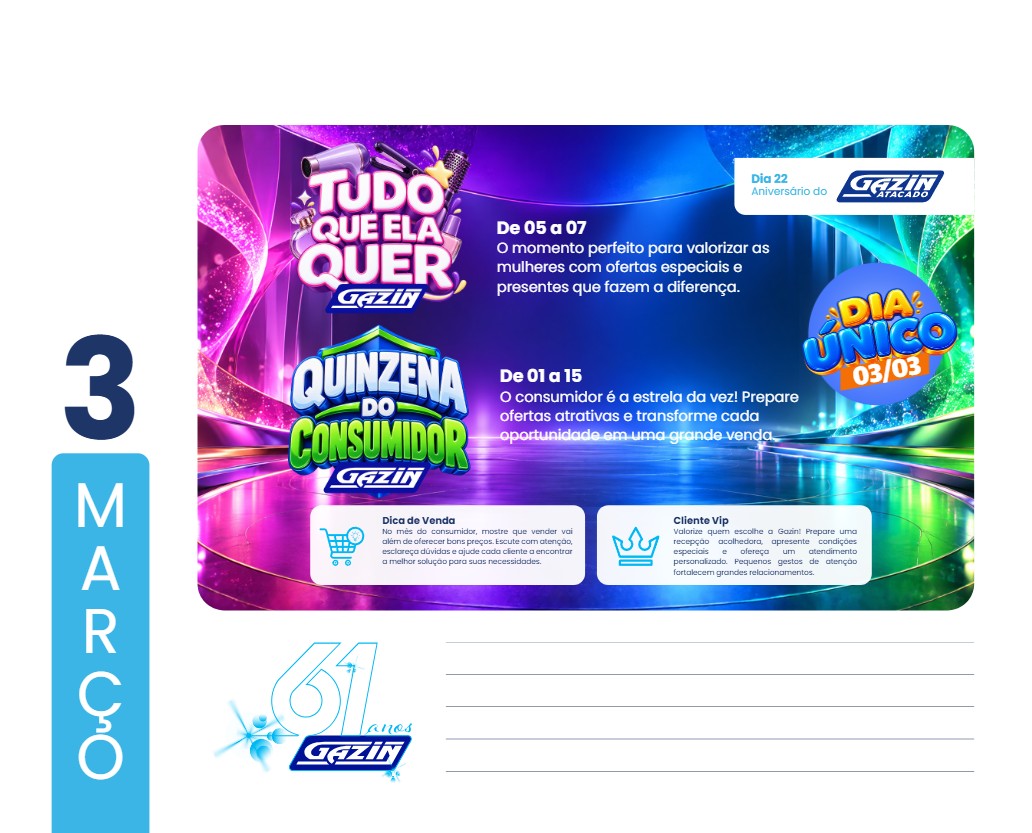 3
MARÇO
TUDO
QUE ELA
QUER
GAZIN
De 05 a 07
O momento perfeito para valorizar as
mulheres com ofertas especiais e
presentes que fazem a diferença.
Dia 22
Aniversário do
GAZIN
ATACADO
DIA
ÚNICO
03/03
QUINZENA
DO
CONSUMIDOR
GAZIN
De 01 a 15
O consumidor é a estrela da vez! Prepare
ofertas atrativas e transforme cada
oportunidade em uma grande venda.
Dica de Venda
No mês do consumidor, mostre que vender vai
além de oferecer bons preços. Escute com atenção,
esclareça dúvidas e ajude cada cliente a encontrar
a melhor solução para suas necessidades.
Cliente Vip
Valorize quem escolhe a Gazin! Prepare uma
recepção acolhedora, apresente condições
especiais e ofereça um atendimento
personalizado. Pequenos gestos de atenção
fortalecem grandes relacionamentos.
61
anos
GAZIN